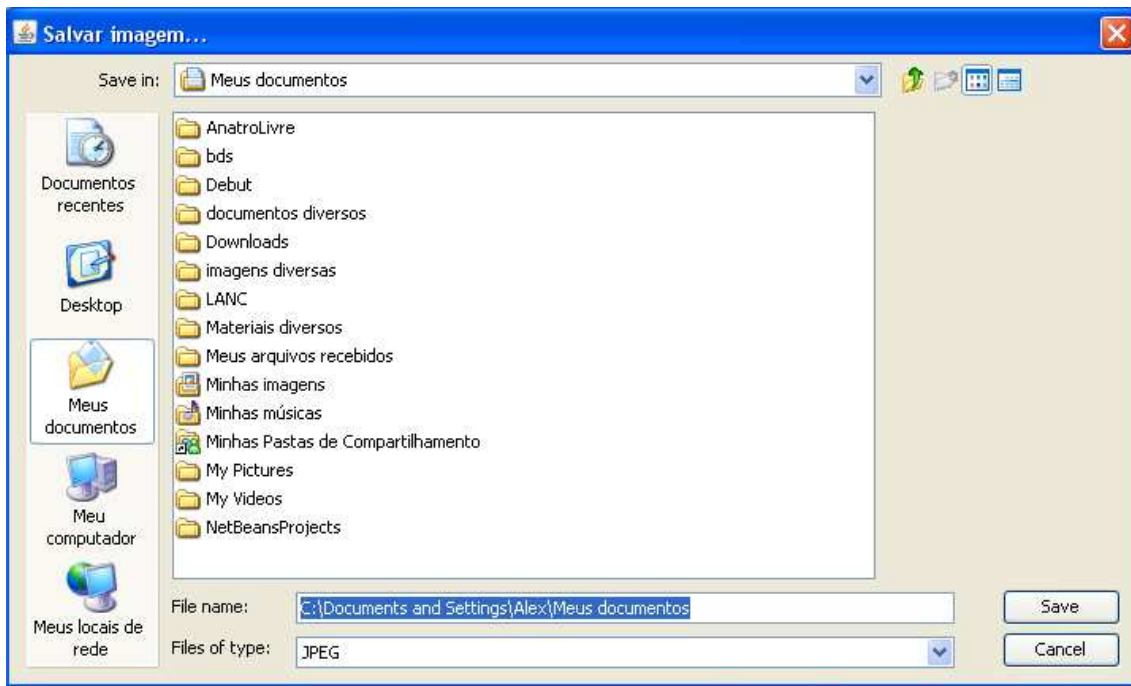 Salvar imagem...
Save in:
Meus documentos
Documentos
recentes
Desktop
Meus
documentos
Meu
computador
Meus locais de
rede
AnatroLivre
bds
Debut
documentos diversos
Downloads
imagens diversas
LANC
Materiais diversos
Meus arquivos recebidos
Minhas imagens
Minhas músicas
Minhas Pastas de Compartilhamento
My Pictures
My Videos
NetBeansProjects
File name:
C:\Documents and Settings\Alex\Meus documentos
Save
Files of type:
JPEG
Cancel